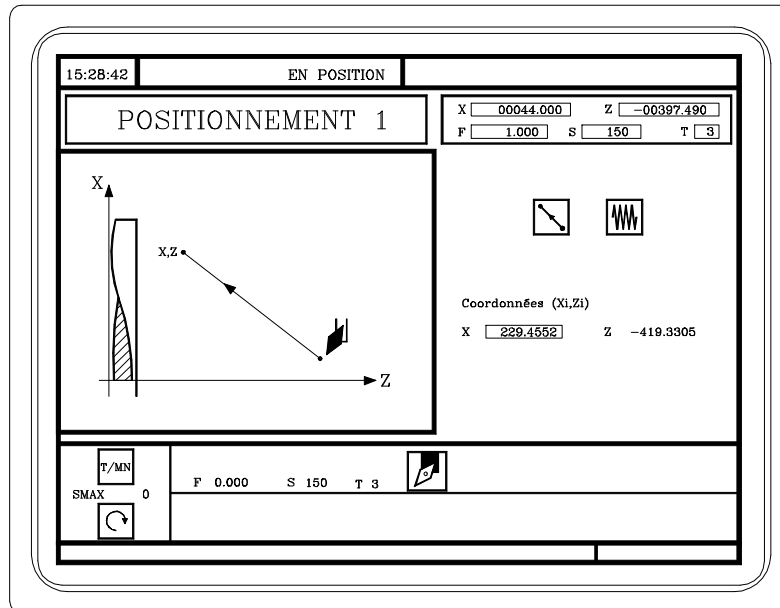 15:28:42 EN POSITION
POSITIONNEMENT 1
X 00044.000 Z -00397.490
F 1.000 S 150 T 3
X
X,Z
Z
Coordonnées (Xi,Zi)
X 229.4552 Z -419.3305
T/MN
SMAX 0
F 0.000 S 150 T 3